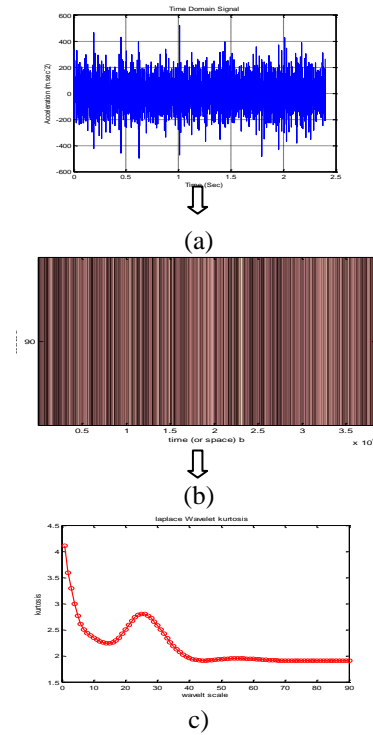 Time Domain Signal
600
400
200
0
-200
-400
-600
Acceleration (m.sec^2)
0 0.5 1 1.5 2 2.5
Time (Sec)
(a)
90
0.5 1 1.5 2 2.5 3 3.5
time (or space) b
(b)
laplace Wavelet kurtosis
4.5
4
3.5
3
2.5
2
1.5
kurtosis
0 10 20 30 40 50 60 70 80 90
wavelt scale
c)